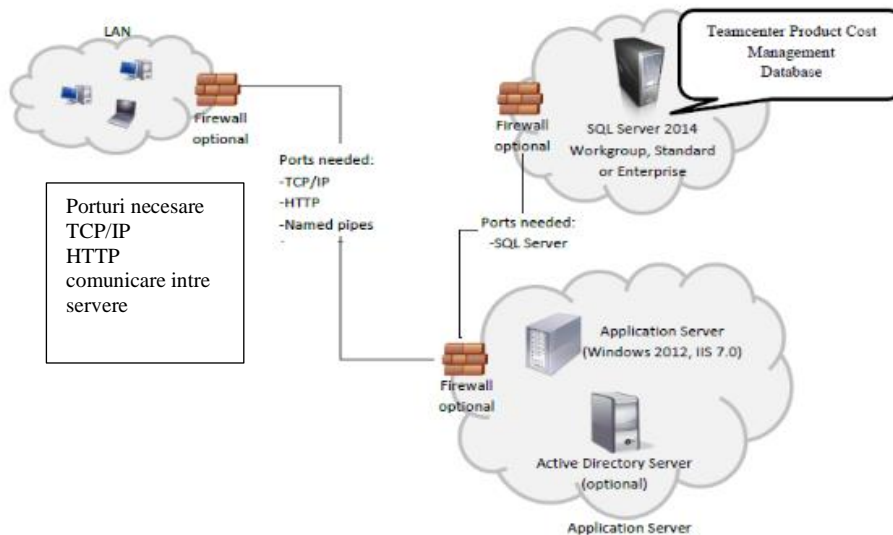 LAN
Firewall
optional
Ports needed:
-TCP/IP
-HTTP
-Named pipes
Porturi necesare
TCP/IP
HTTP
comunicare intre
servere
Teamcenter Product Cost
Management
Database
Firewall
optional
SQL Server 2014
Workgroup, Standard
or Enterprise
Ports needed:
-SQL Server
Firewall
optional
Application Server
(Windows 2012, IIS 7.0)
Active Directory Server
(optional)
Application Server